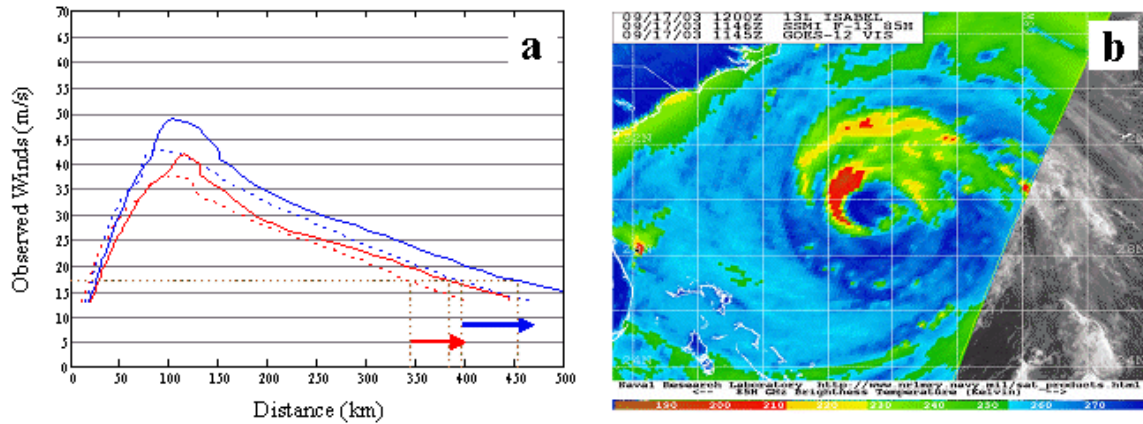 70
65
60
55
50
45
40
35
30
25
20
15
10
5
0
Observed Winds (m/s)
a
0 50 100 150 200 250 300 350 400 450 500
Distance (km)
09/17/03 1200Z 13L ISABEL
09/17/03 1146Z SSMI F-13 85H
09/17/03 1145Z GOES-12 VIS
b
Naval Research Laboratory http://www.nrlmry.navy.mil/sat_products.html
<-- 85H GHz Brightness Temperature (Kelvin) -->
190 200 210 220 230 240 250 260 270